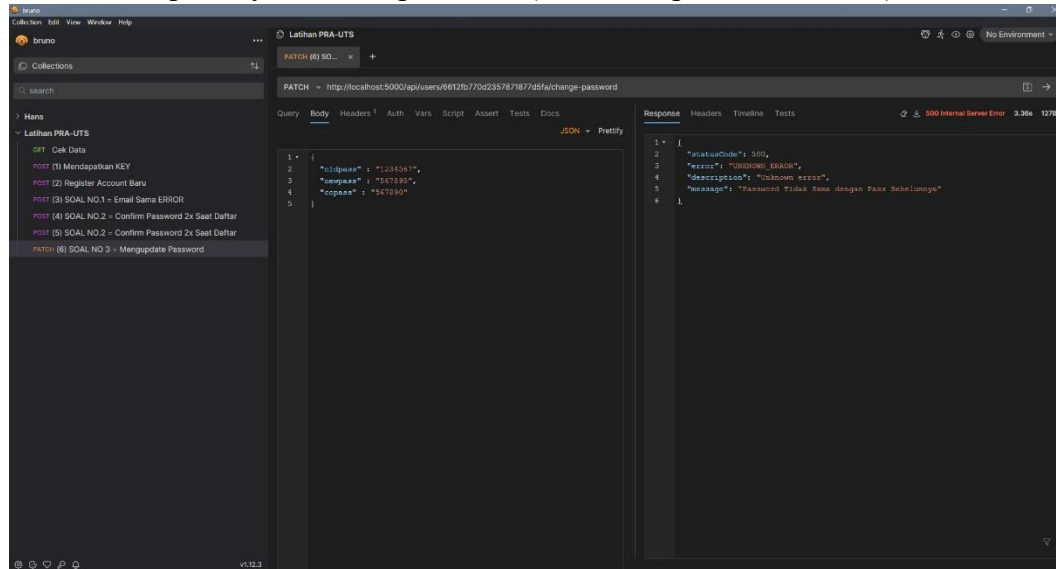 bruno
Collection Edit View Window Help
bruno
Collections
search
Hans
Latihan PRA-UTS
GET Cek Data
POST (1) Mendapatkan KEY
POST (2) Register Account Baru
POST (3) SOAL NO.1 = Email Sama ERROR
POST (4) SOAL NO.2 = Confirm Password 2x Saat Daftar
POST (5) SOAL NO.2 = Confirm Password 2x Saat Daftar
PATCH (6) SOAL NO 3 = Mengupdate Password
v1.12.3
Latihan PRA-UTS
No Environment
PATCH (6) SO... × +
PATCH http://localhost:5000/api/users/6612fb770d2357871877d5fa/change-password
Query Body Headers 1 Auth Vars Script Assert Tests Docs
JSON Prettify
1 {
2 "oldpass" : "1234567",
3 "newpass" : "567895",
4 "copass" : "567890"
5 }
Response Headers Timeline Tests 500 Internal Server Error 3.36s 127B
1 {
2 "statusCode": 500,
3 "error": "UNKNOWN_ERROR",
4 "description": "Unknown error",
5 "message": "Password Tidak Sama dengan Pass Sebelumnya"
6 }